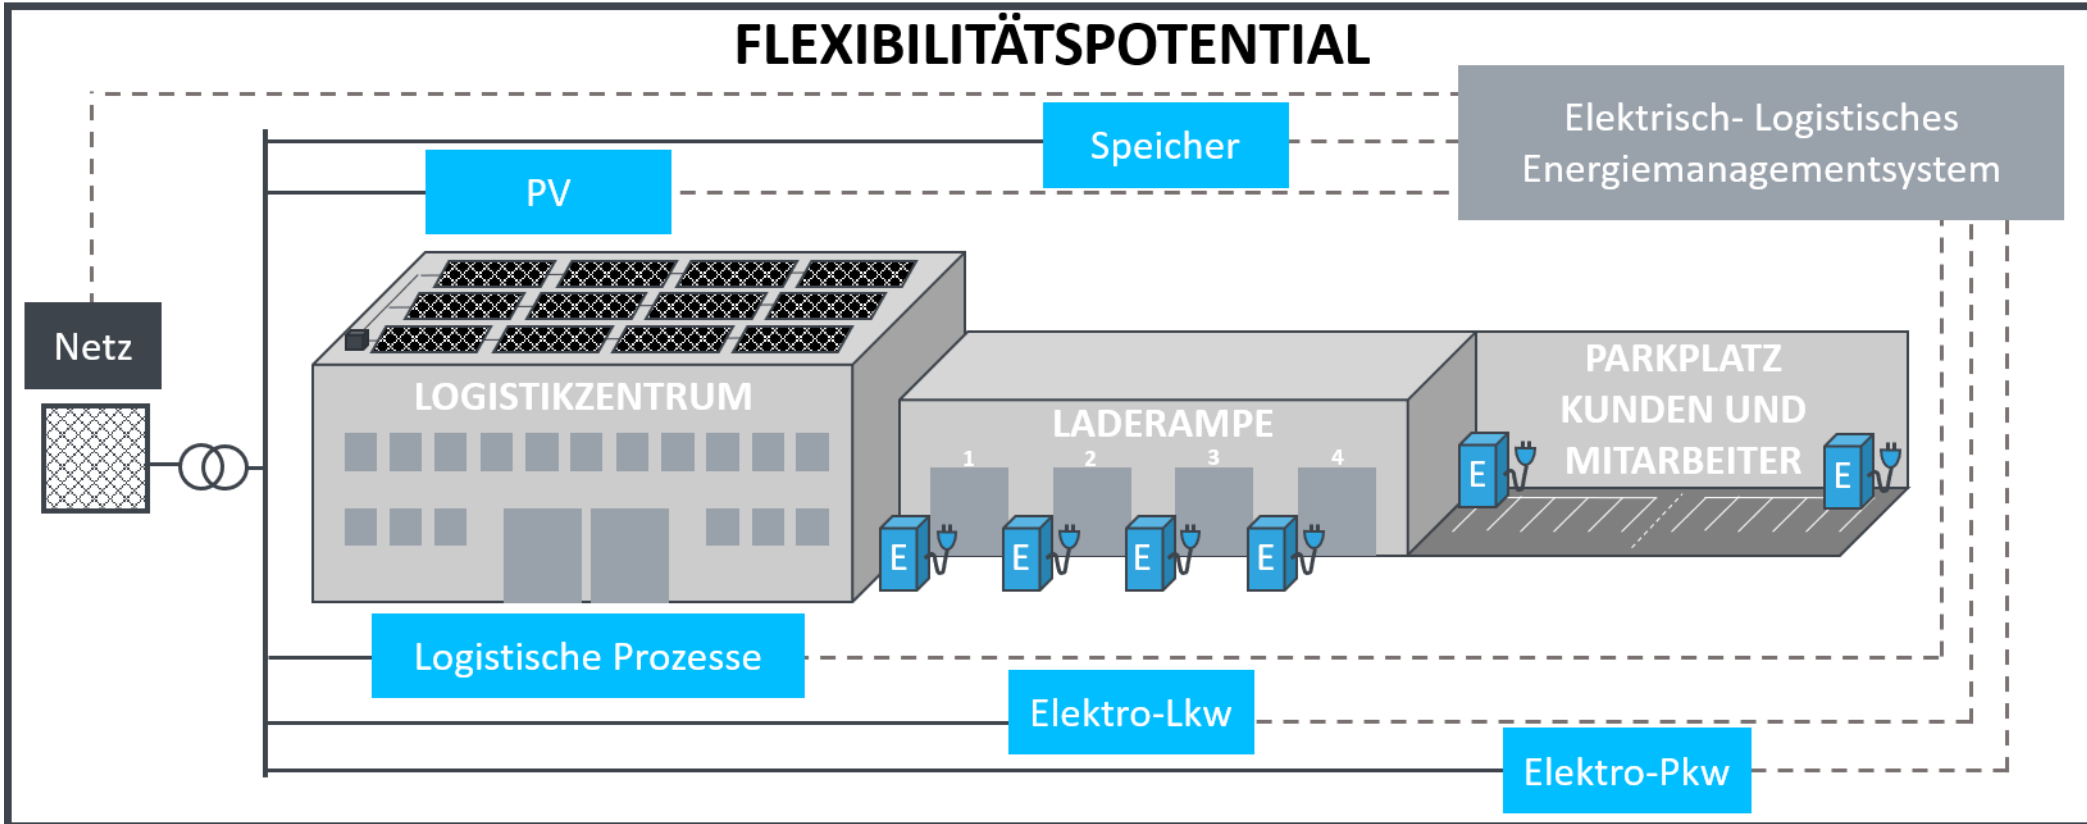 FLEXIBILITÄTSPOTENTIAL
Elektrisch- Logistisches
Energiemanagementsystem
Speicher
PV
Netz
LOGISTIKZENTRUM
LADERAMPE
1 2 3 4
PARKPLATZ
KUNDEN UND
MITARBEITER
E E
E E E E
Logistische Prozesse
Elektro-Lkw
Elektro-Pkw